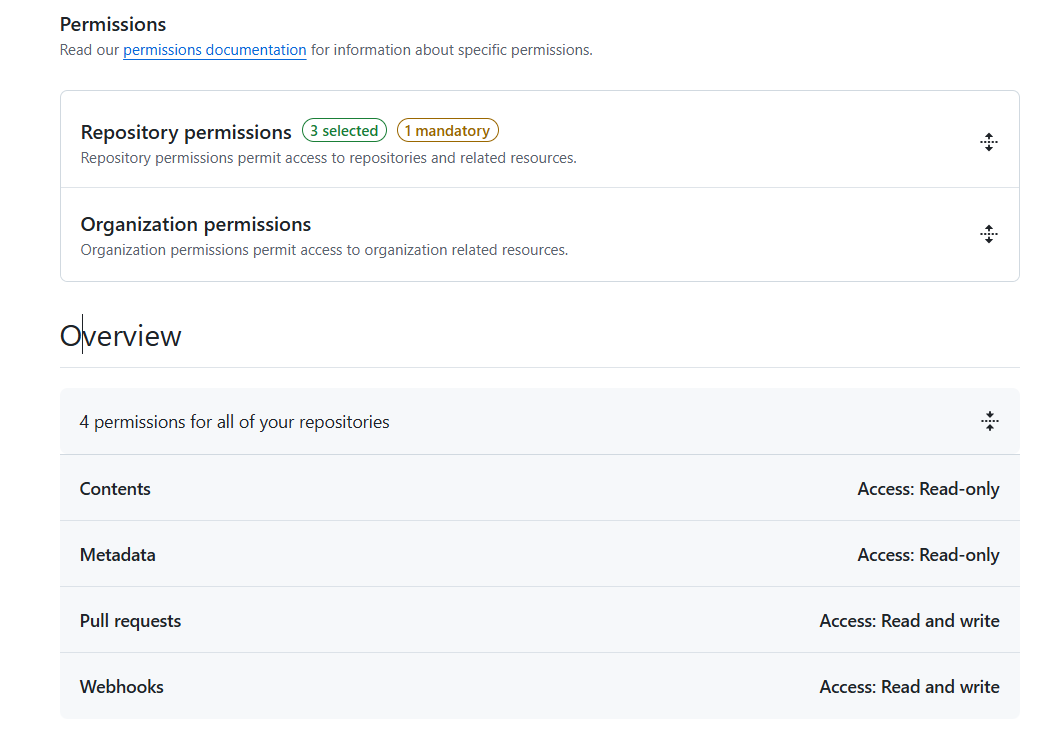 Permissions
Read our permissions documentation for information about specific permissions.
Repository permissions 3 selected 1 mandatory
Repository permissions permit access to repositories and related resources.
Organization permissions
Organization permissions permit access to organization related resources.
Overview
4 permissions for all of your repositories
Contents Access: Read-only
Metadata Access: Read-only
Pull requests Access: Read and write
Webhooks Access: Read and write